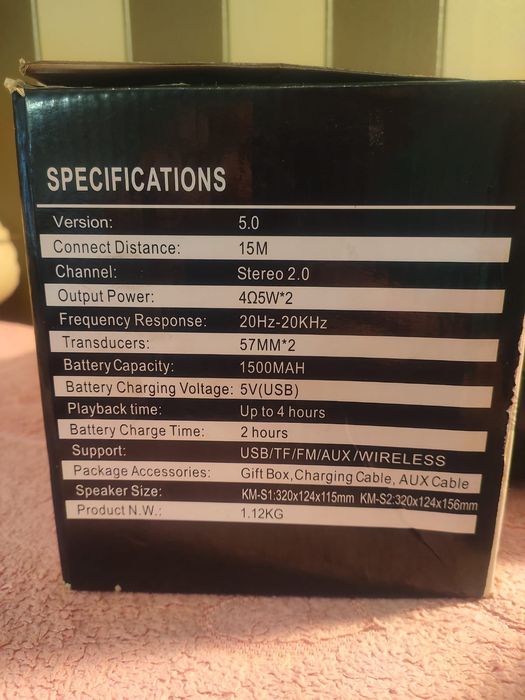 SPECIFICATIONS
Version: 5.0
Connect Distance: 15M
Channel: Stereo 2.0
Output Power: 4Ω5W*2
Frequency Response: 20Hz-20KHz
Transducers: 57MM*2
Battery Capacity: 1500MAH
Battery Charging Voltage: 5V(USB)
Playback time: Up to 4 hours
Battery Charge Time: 2 hours
Support: USB/TF/FM/AUX/WIRELESS
Package Accessories: Gift Box,Charging Cable, AUX Cable
Speaker Size: KM-S1:320x124x115mm KM-S2:320x124x156mm
Product N.W.: 1.12KG